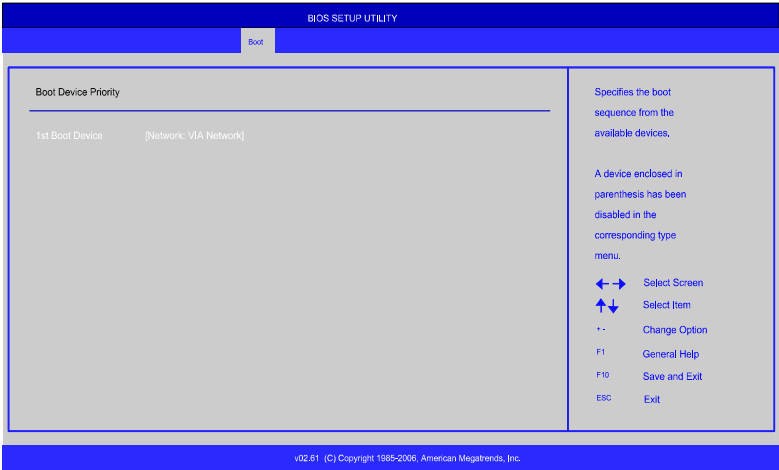 BIOS SETUP UTILITY
Boot
Boot Device Priority
1st Boot Device [Network: VIA Network]
Specifies the boot
sequence from the
available devices.
A device enclosed in
parenthesis has been
disabled in the
corresponding type
menu.
Select Screen
Select Item
+ - Change Option
F1 General Help
F10 Save and Exit
ESC Exit
v02.61 (C) Copyright 1985-2006, American Megatrends, Inc.